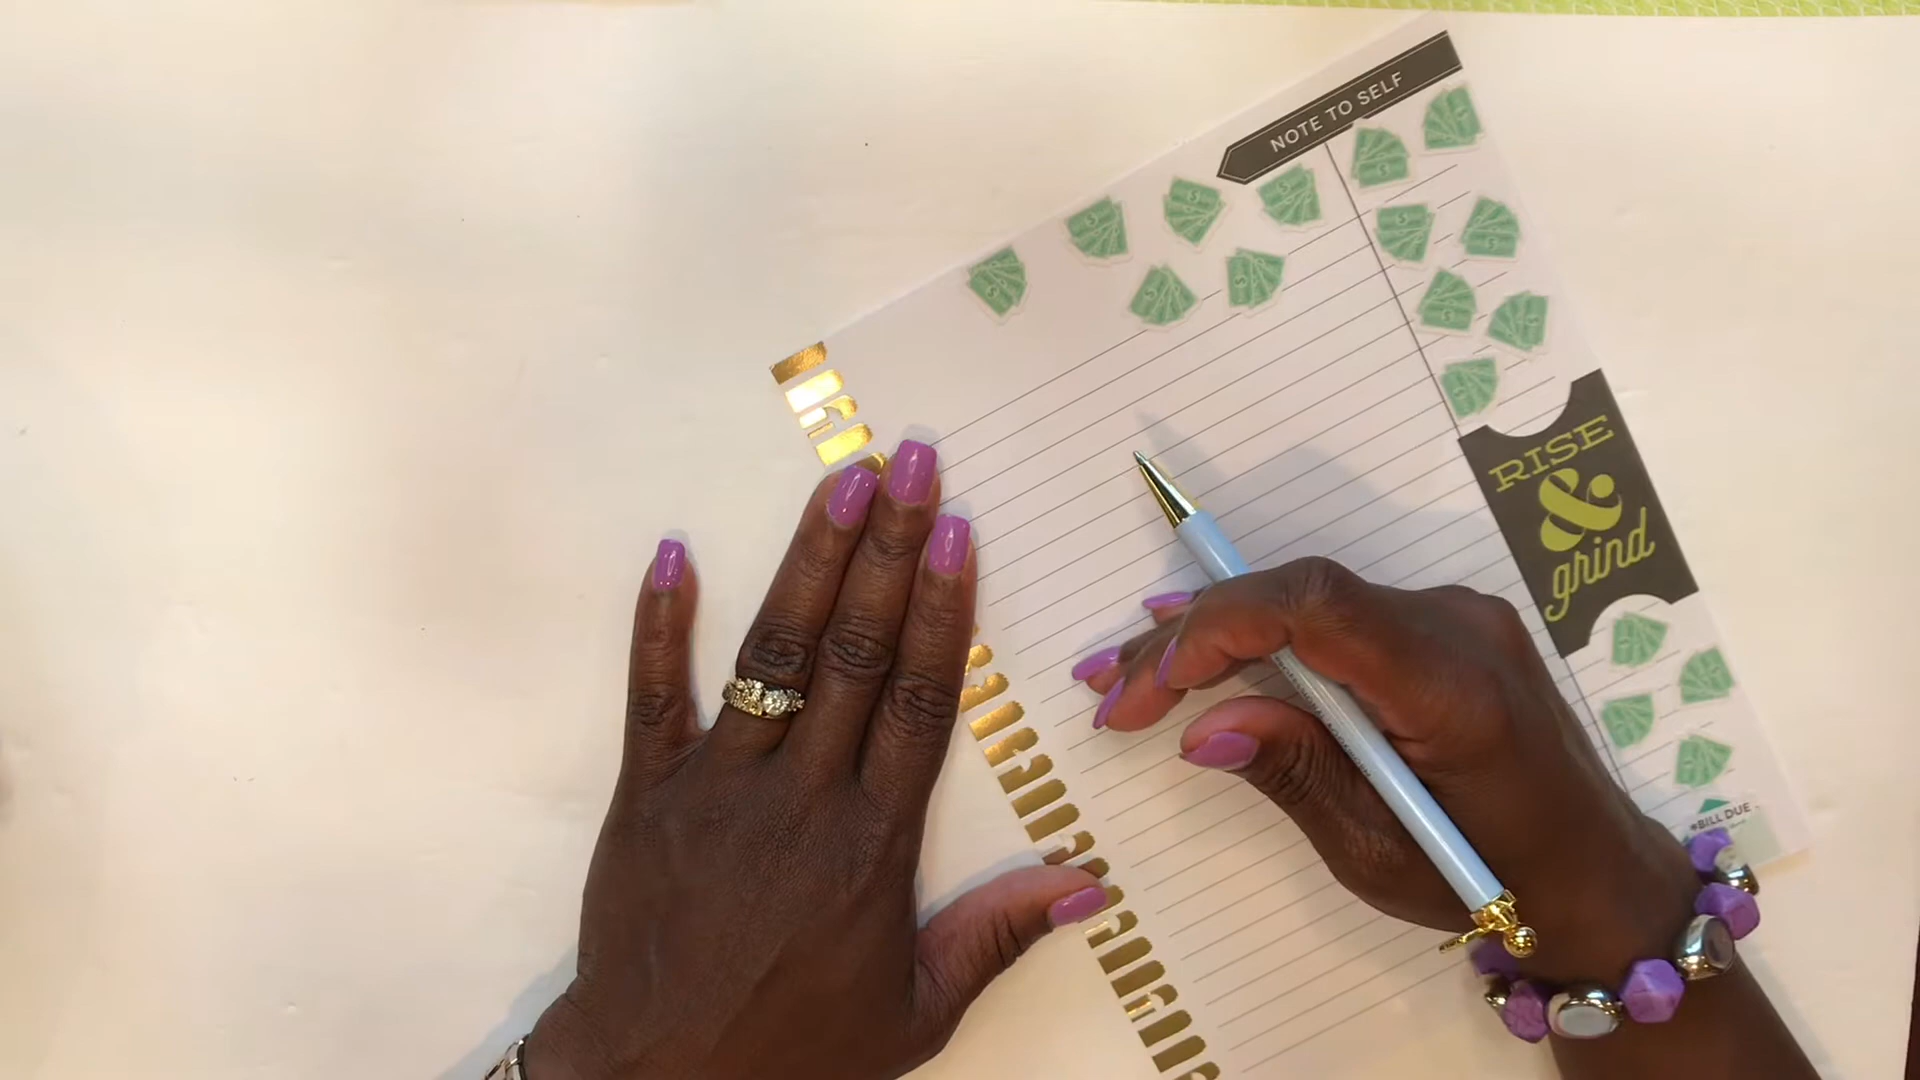 NOTE TO SELF
RISE
&
grind
*BILL DUE